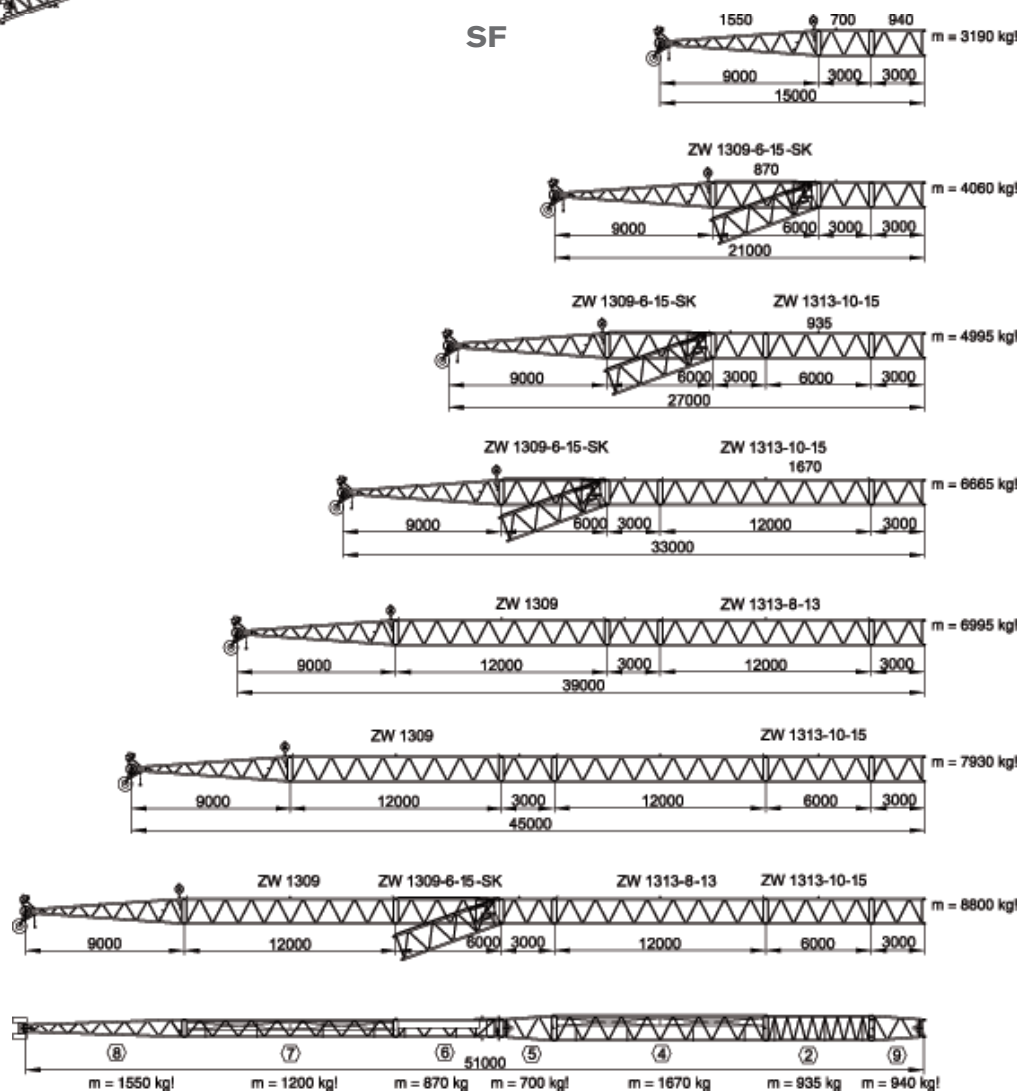 SF
1550 700 940
m = 3190 kg!
9000 3000 3000
15000
ZW 1309-6-15-SK
870
m = 4060 kg!
9000 6000 3000 3000
21000
ZW 1309-6-15-SK ZW 1313-10-15
935
m = 4995 kg!
9000 6000 3000 6000 3000
27000
ZW 1309-6-15-SK ZW 1313-10-15
1670
m = 6665 kg!
9000 6000 3000 12000 3000
33000
ZW 1309 ZW 1313-8-13
m = 6995 kg!
9000 12000 3000 12000 3000
39000
ZW 1309 ZW 1313-10-15
m = 7930 kg!
9000 12000 3000 12000 6000 3000
45000
ZW 1309 ZW 1309-6-15-SK ZW 1313-8-13 ZW 1313-10-15
m = 8800 kg!
9000 12000 6000 3000 12000 6000 3000
8 7 6 5 4 2 9
51000
m = 1550 kg! m = 1200 kg! m = 870 kg m = 700 kg! m = 1670 kg m = 935 kg m = 940 kg!